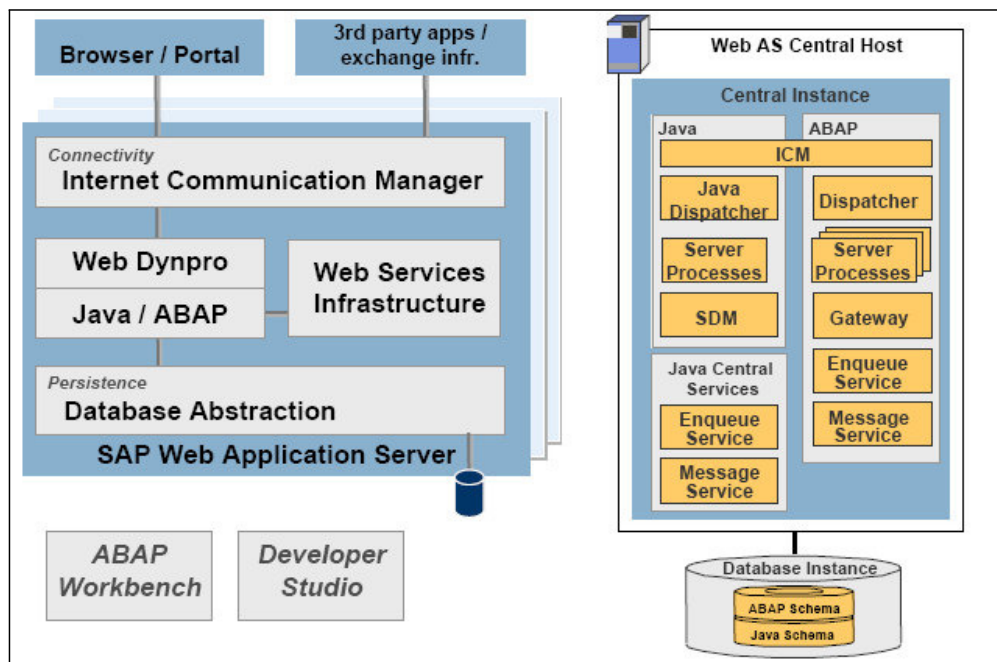 Browser / Portal
3rd party apps /
exchange infr.
Connectivity
Internet Communication Manager
Web Dynpro
Java / ABAP
Web Services
Infrastructure
Persistence
Database Abstraction
SAP Web Application Server
ABAP
Workbench
Developer
Studio
Web AS Central Host
Central Instance
Java
ABAP
ICM
Java
Dispatcher
Dispatcher
Server
Processes
Server
Processes
SDM
Gateway
Java Central
Services
Enqueue
Service
Enqueue
Service
Message
Service
Message
Service
Database Instance
ABAP Schema
Java Schema